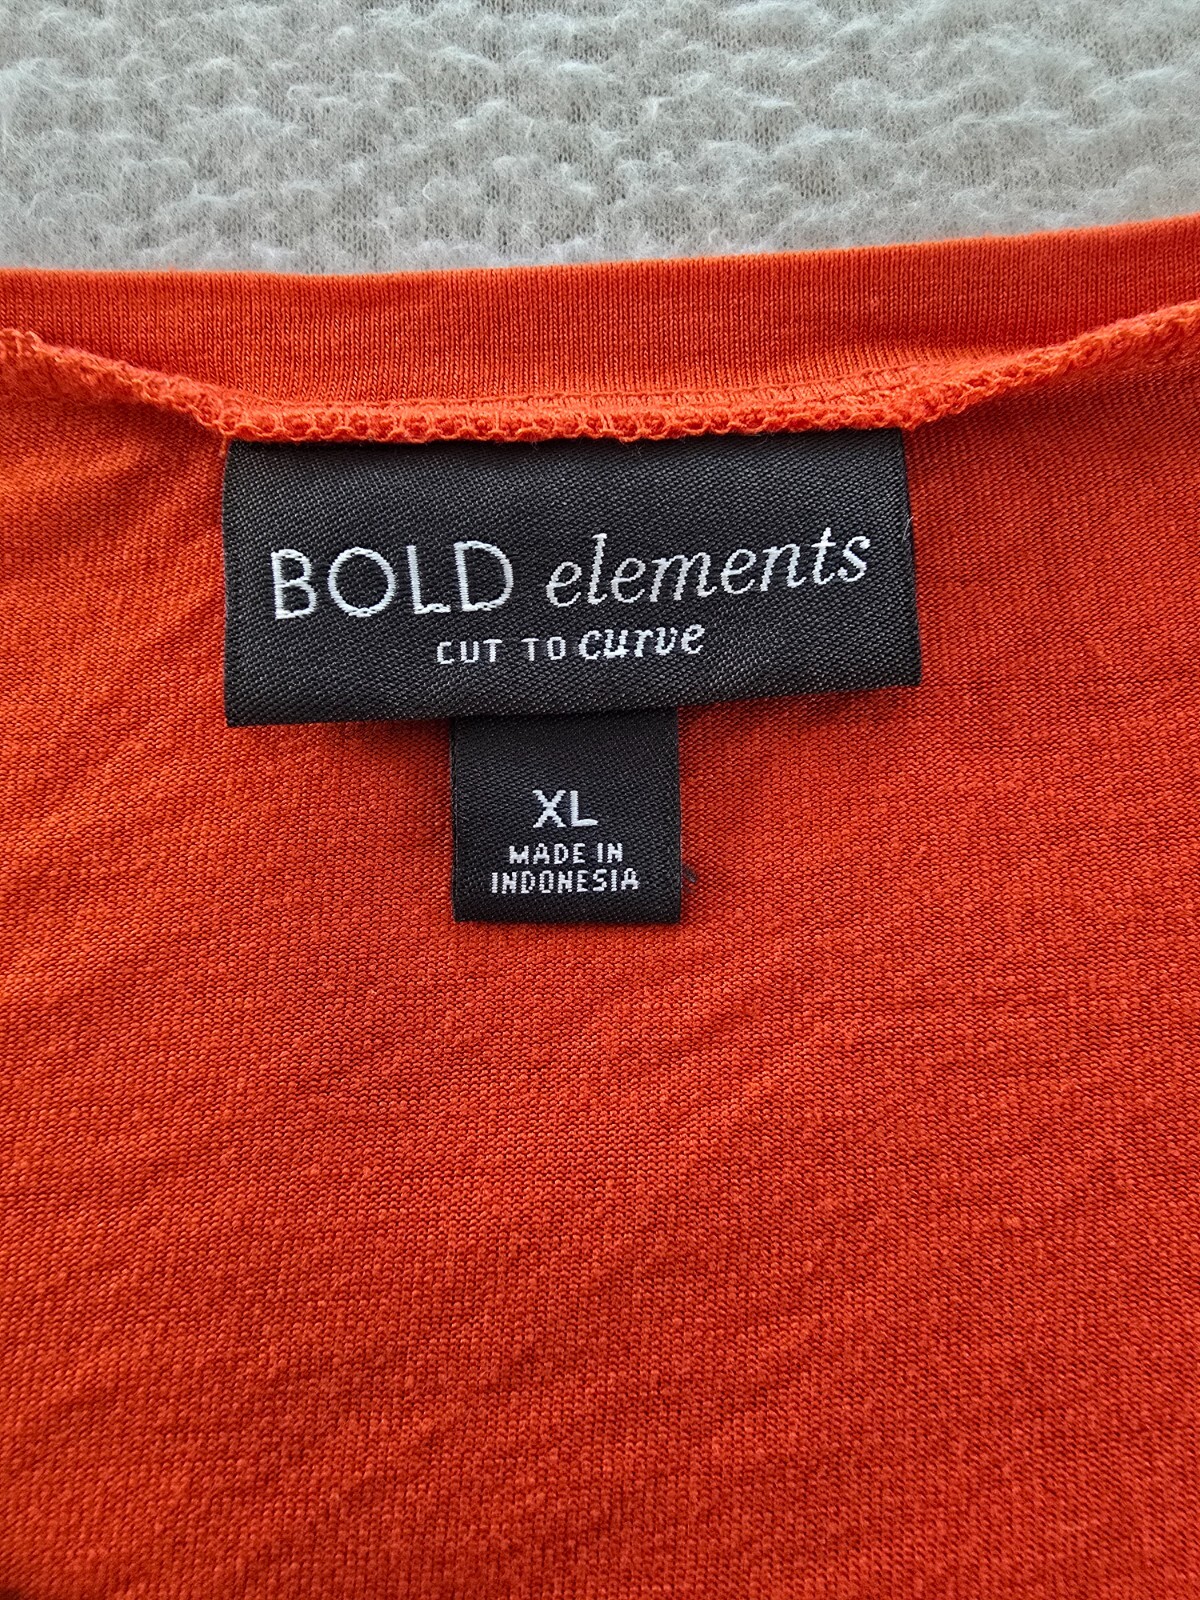 BOLD elements
CUT TO curve
XL
MADE IN
INDONESIA